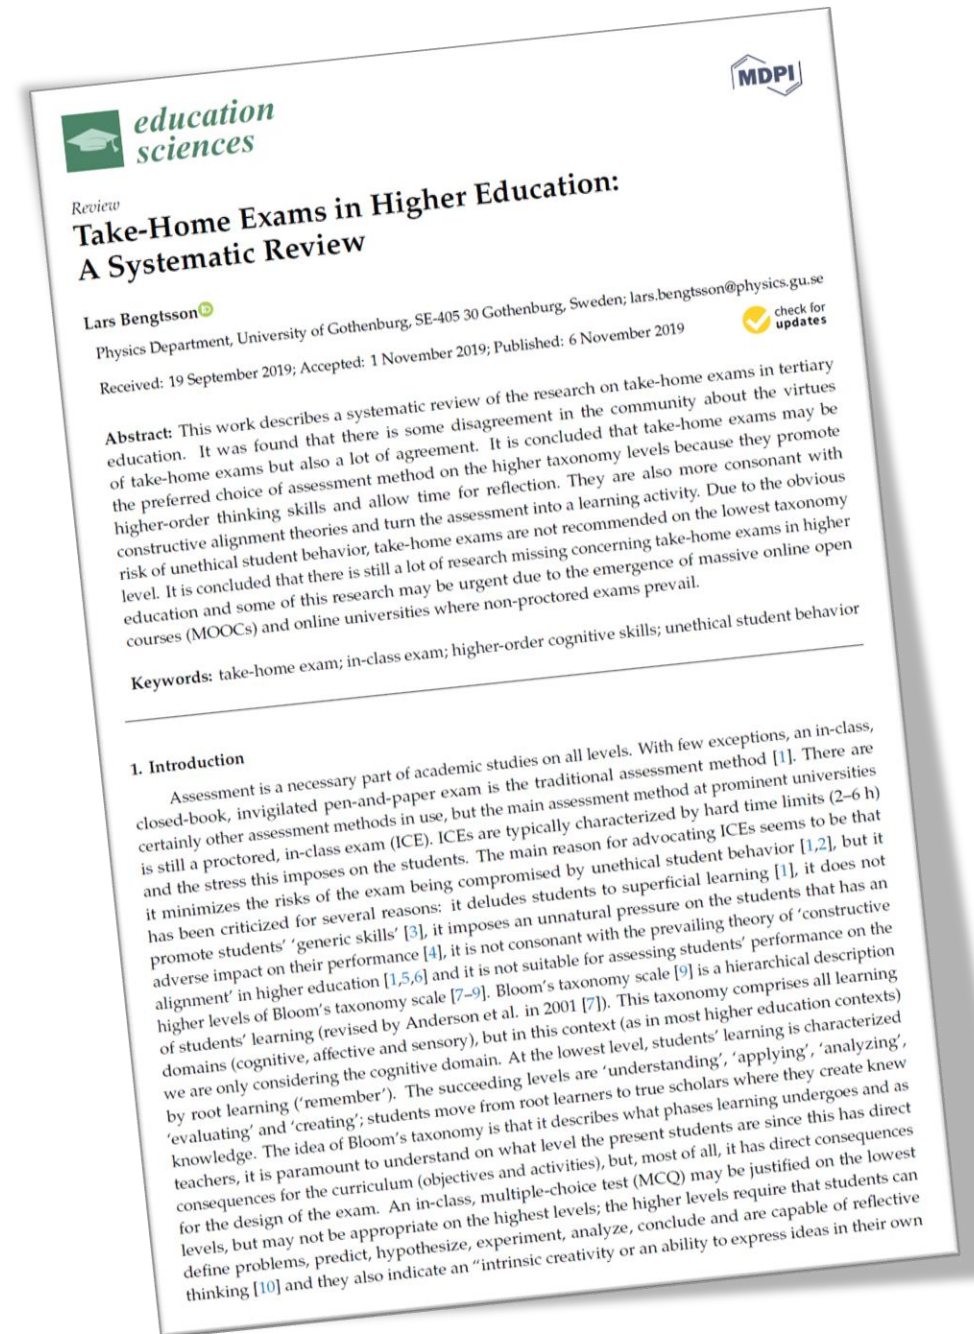 education
sciences
MDPI
Review
Take-Home Exams in Higher Education:
A Systematic Review
Lars Bengtsson
Physics Department, University of Gothenburg, SE-405 30 Gothenburg, Sweden; lars.bengtsson@physics.gu.se
Received: 19 September 2019; Accepted: 1 November 2019; Published: 6 November 2019
check for
updates
Abstract: This work describes a systematic review of the research on take-home exams in tertiary
education. It was found that there is some disagreement in the community about the virtues
of take-home exams but also a lot of agreement. It is concluded that take-home exams may be
the preferred choice of assessment method on the higher taxonomy levels because they promote
higher-order thinking skills and allow time for reflection. They are also more consonant with
constructive alignment theories and turn the assessment into a learning activity. Due to the obvious
risk of unethical student behavior, take-home exams are not recommended on the lowest taxonomy
level. It is concluded that there is still a lot of research missing concerning take-home exams in higher
education and some of this research may be urgent due to the emergence of massive online open
courses (MOOCs) and online universities where non-proctored exams prevail.
Keywords: take-home exam; in-class exam; higher-order cognitive skills; unethical student behavior
1. Introduction
Assessment is a necessary part of academic studies on all levels. With few exceptions, an in-class,
closed-book, invigilated pen-and-paper exam is the traditional assessment method [1]. There are
certainly other assessment methods in use, but the main assessment method at prominent universities
is still a proctored, in-class exam (ICE). ICEs are typically characterized by hard time limits (2–6 h)
and the stress this imposes on the students. The main reason for advocating ICEs seems to be that
it minimizes the risks of the exam being compromised by unethical student behavior [1,2], but it
has been criticized for several reasons: it deludes students to superficial learning [1], it does not
promote students' 'generic skills' [3], it imposes an unnatural pressure on the students that has an
adverse impact on their performance [4], it is not consonant with the prevailing theory of 'constructive
alignment' in higher education [1,5,6] and it is not suitable for assessing students' performance on the
higher levels of Bloom's taxonomy scale [7–9]. Bloom's taxonomy scale [9] is a hierarchical description
of students' learning (revised by Anderson et al. in 2001 [7]). This taxonomy comprises all learning
domains (cognitive, affective and sensory), but in this context (as in most higher education contexts)
we are only considering the cognitive domain. At the lowest level, students' learning is characterized
by root learning ('remember'). The succeeding levels are 'understanding', 'applying', 'analyzing',
'evaluating' and 'creating'; students move from root learners to true scholars where they create knew
knowledge. The idea of Bloom's taxonomy is that it describes what phases learning undergoes and as
teachers, it is paramount to understand on what level the present students are since this has direct
consequences for the curriculum (objectives and activities), but, most of all, it has direct consequences
for the design of the exam. An in-class, multiple-choice test (MCQ) may be justified on the lowest
levels, but may not be appropriate on the highest levels; the higher levels require that students can
define problems, predict, hypothesize, experiment, analyze, conclude and are capable of reflective
thinking [10] and they also indicate an "intrinsic creativity or an ability to express ideas in their own